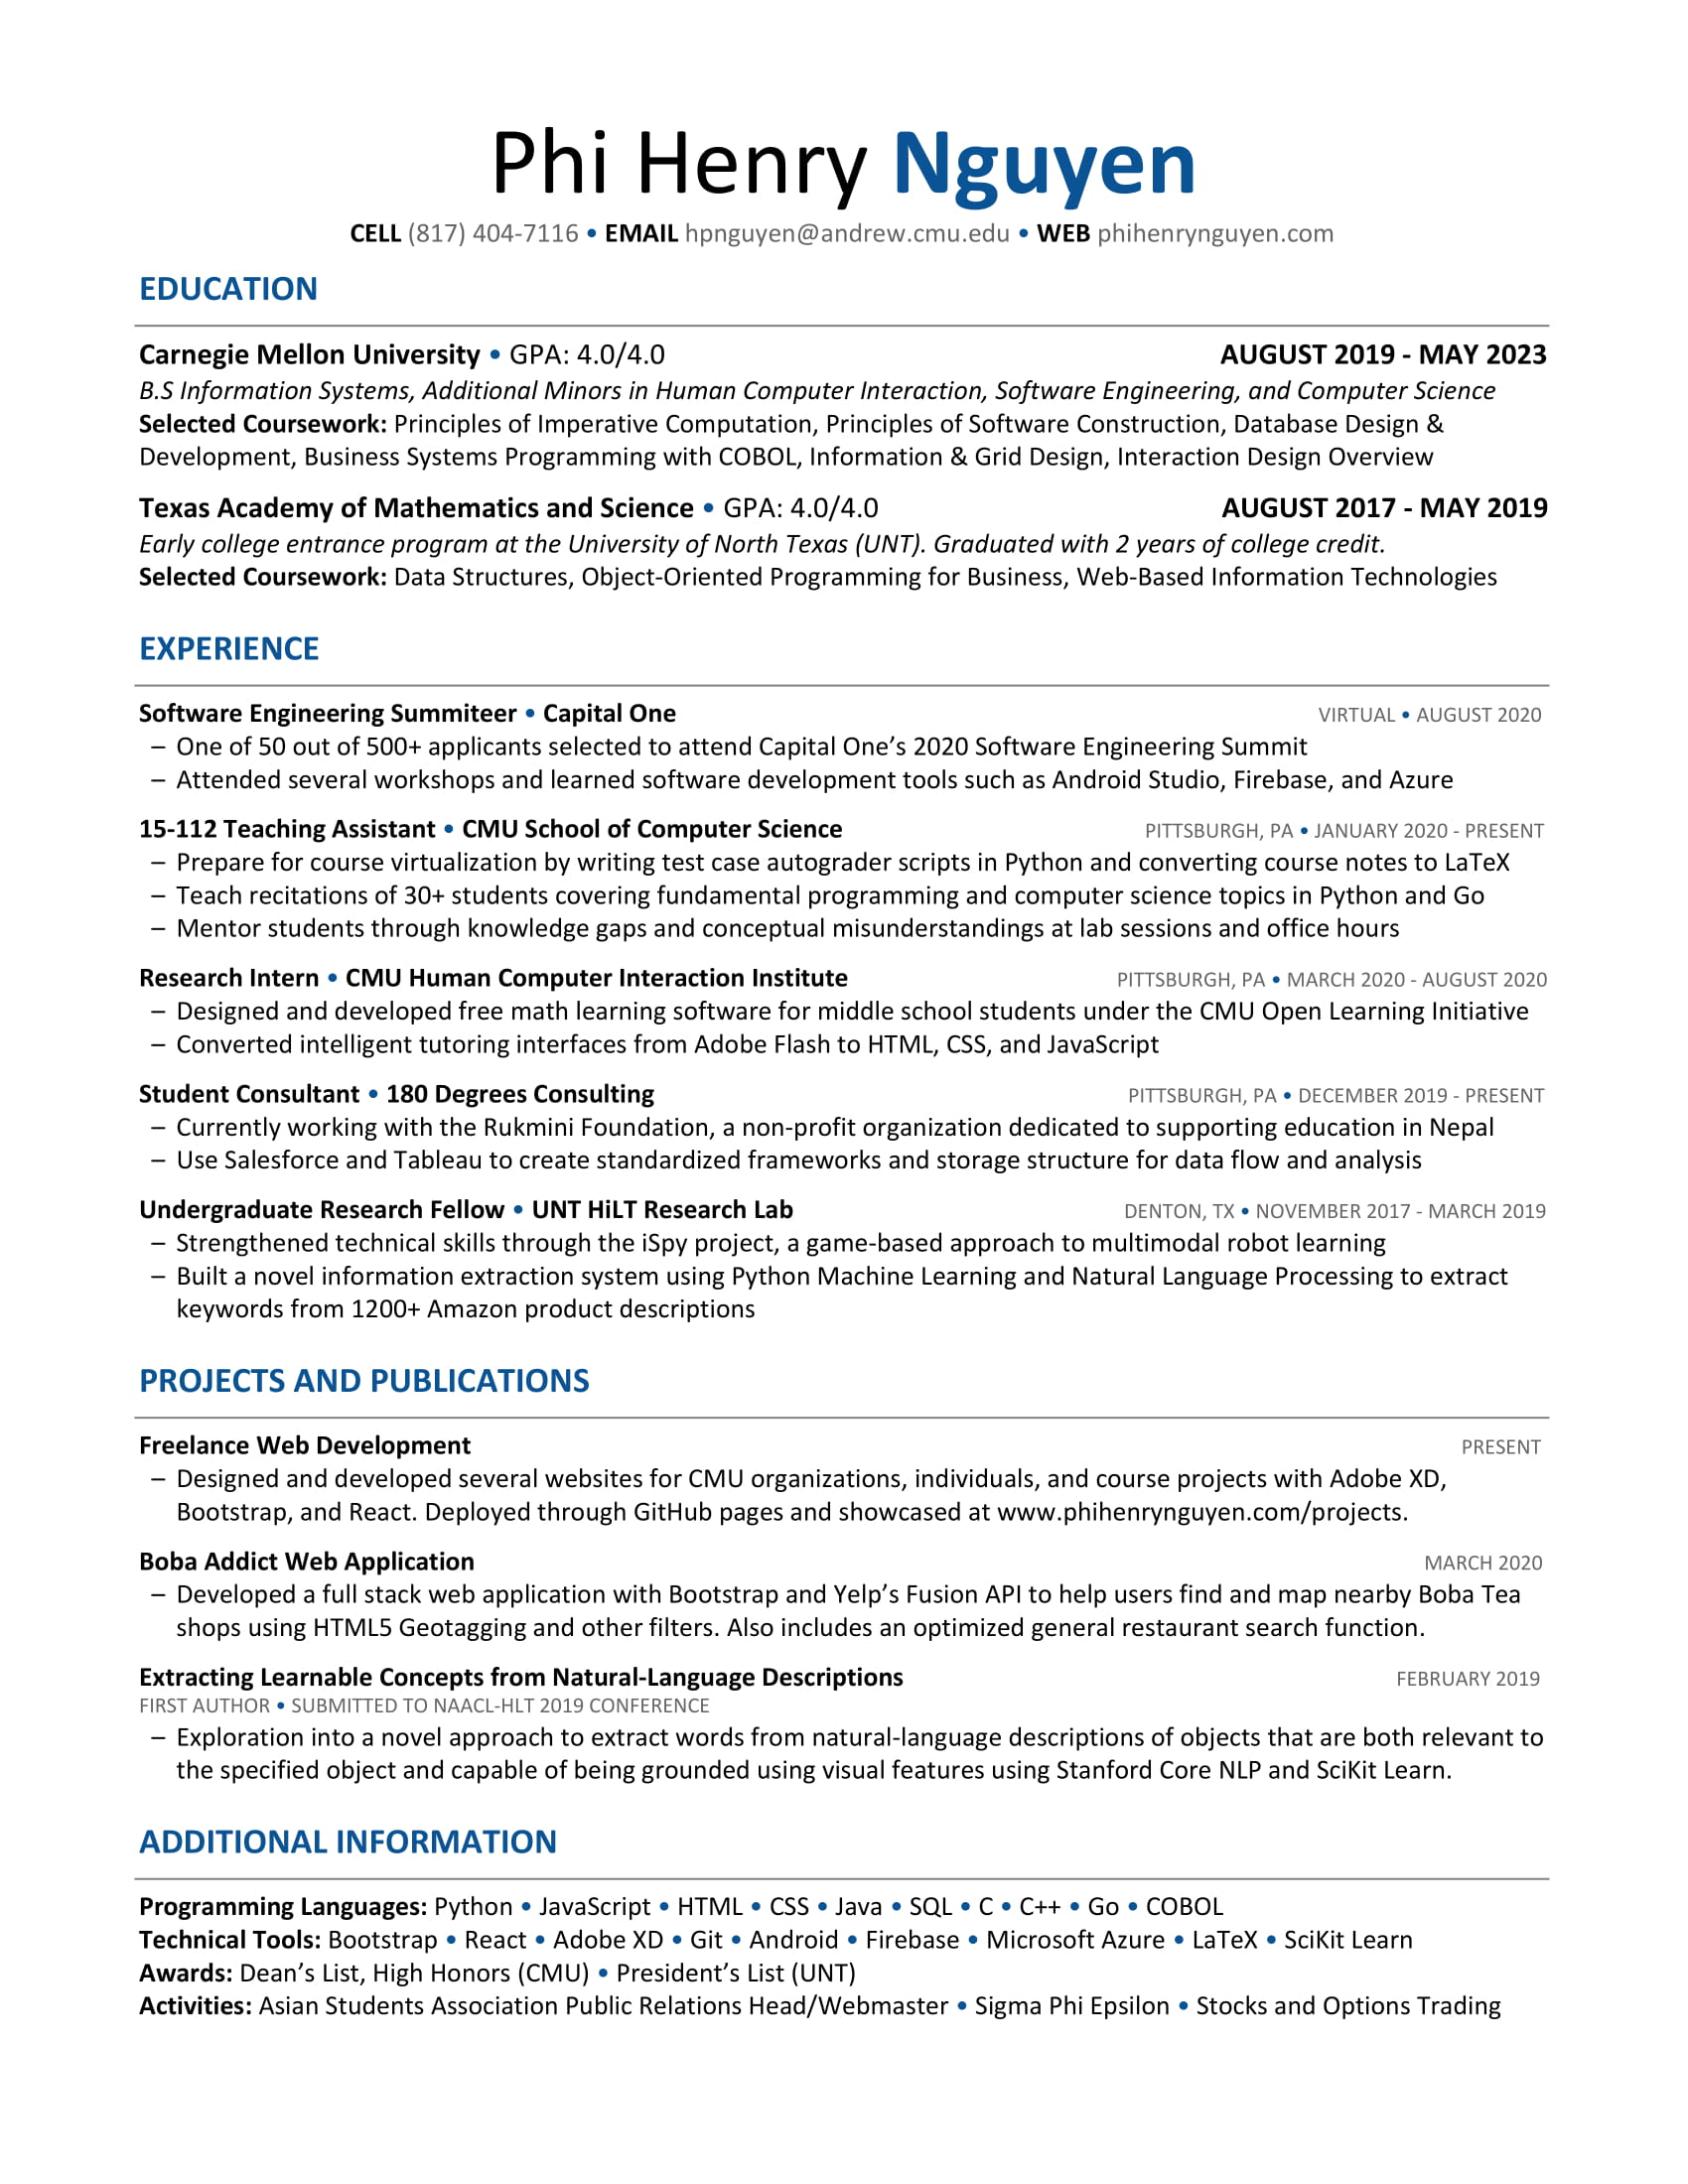 Phi Henry Nguyen
CELL (817) 404-7116 • EMAIL hpnguyen@andrew.cmu.edu • WEB phihenrynguyen.com
EDUCATION
Carnegie Mellon University • GPA: 4.0/4.0 AUGUST 2019 - MAY 2023
B.S Information Systems, Additional Minors in Human Computer Interaction, Software Engineering, and Computer Science
Selected Coursework: Principles of Imperative Computation, Principles of Software Construction, Database Design &
Development, Business Systems Programming with COBOL, Information & Grid Design, Interaction Design Overview
Texas Academy of Mathematics and Science • GPA: 4.0/4.0 AUGUST 2017 - MAY 2019
Early college entrance program at the University of North Texas (UNT). Graduated with 2 years of college credit.
Selected Coursework: Data Structures, Object-Oriented Programming for Business, Web-Based Information Technologies
EXPERIENCE
Software Engineering Summiteer • Capital One VIRTUAL • AUGUST 2020
– One of 50 out of 500+ applicants selected to attend Capital One’s 2020 Software Engineering Summit
– Attended several workshops and learned software development tools such as Android Studio, Firebase, and Azure
15-112 Teaching Assistant • CMU School of Computer Science PITTSBURGH, PA • JANUARY 2020 - PRESENT
– Prepare for course virtualization by writing test case autograder scripts in Python and converting course notes to LaTeX
– Teach recitations of 30+ students covering fundamental programming and computer science topics in Python and Go
– Mentor students through knowledge gaps and conceptual misunderstandings at lab sessions and office hours
Research Intern • CMU Human Computer Interaction Institute PITTSBURGH, PA • MARCH 2020 - AUGUST 2020
– Designed and developed free math learning software for middle school students under the CMU Open Learning Initiative
– Converted intelligent tutoring interfaces from Adobe Flash to HTML, CSS, and JavaScript
Student Consultant • 180 Degrees Consulting PITTSBURGH, PA • DECEMBER 2019 - PRESENT
– Currently working with the Rukmini Foundation, a non-profit organization dedicated to supporting education in Nepal
– Use Salesforce and Tableau to create standardized frameworks and storage structure for data flow and analysis
Undergraduate Research Fellow • UNT HiLT Research Lab DENTON, TX • NOVEMBER 2017 - MARCH 2019
– Strengthened technical skills through the iSpy project, a game-based approach to multimodal robot learning
– Built a novel information extraction system using Python Machine Learning and Natural Language Processing to extract
keywords from 1200+ Amazon product descriptions
PROJECTS AND PUBLICATIONS
Freelance Web Development PRESENT
– Designed and developed several websites for CMU organizations, individuals, and course projects with Adobe XD,
Bootstrap, and React. Deployed through GitHub pages and showcased at www.phihenrynguyen.com/projects.
Boba Addict Web Application MARCH 2020
– Developed a full stack web application with Bootstrap and Yelp’s Fusion API to help users find and map nearby Boba Tea
shops using HTML5 Geotagging and other filters. Also includes an optimized general restaurant search function.
Extracting Learnable Concepts from Natural-Language Descriptions FEBRUARY 2019
FIRST AUTHOR • SUBMITTED TO NAACL-HLT 2019 CONFERENCE
– Exploration into a novel approach to extract words from natural-language descriptions of objects that are both relevant to
the specified object and capable of being grounded using visual features using Stanford Core NLP and SciKit Learn.
ADDITIONAL INFORMATION
Programming Languages: Python • JavaScript • HTML • CSS • Java • SQL • C • C++ • Go • COBOL
Technical Tools: Bootstrap • React • Adobe XD • Git • Android • Firebase • Microsoft Azure • LaTeX • SciKit Learn
Awards: Dean’s List, High Honors (CMU) • President’s List (UNT)
Activities: Asian Students Association Public Relations Head/Webmaster • Sigma Phi Epsilon • Stocks and Options Trading